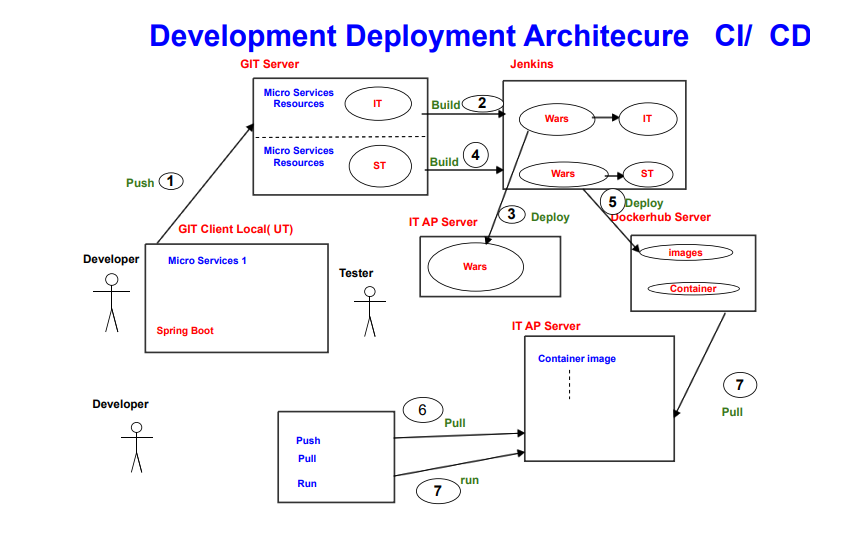 Development Deployment Architecure CI/ CD
GIT Server
Jenkins
Micro Services
Resources
IT
Build
2
Wars
IT
Micro Services
Resources
ST
Build
4
Wars
ST
Push
1
3
Deploy
5
Deploy
IT AP Server
Dockerhub Server
GIT Client Local( UT)
Developer
Micro Services 1
Tester
Wars
images
Container
Spring Boot
IT AP Server
Container image
7
Pull
Developer
6
Pull
Push
Pull
Run
7
run